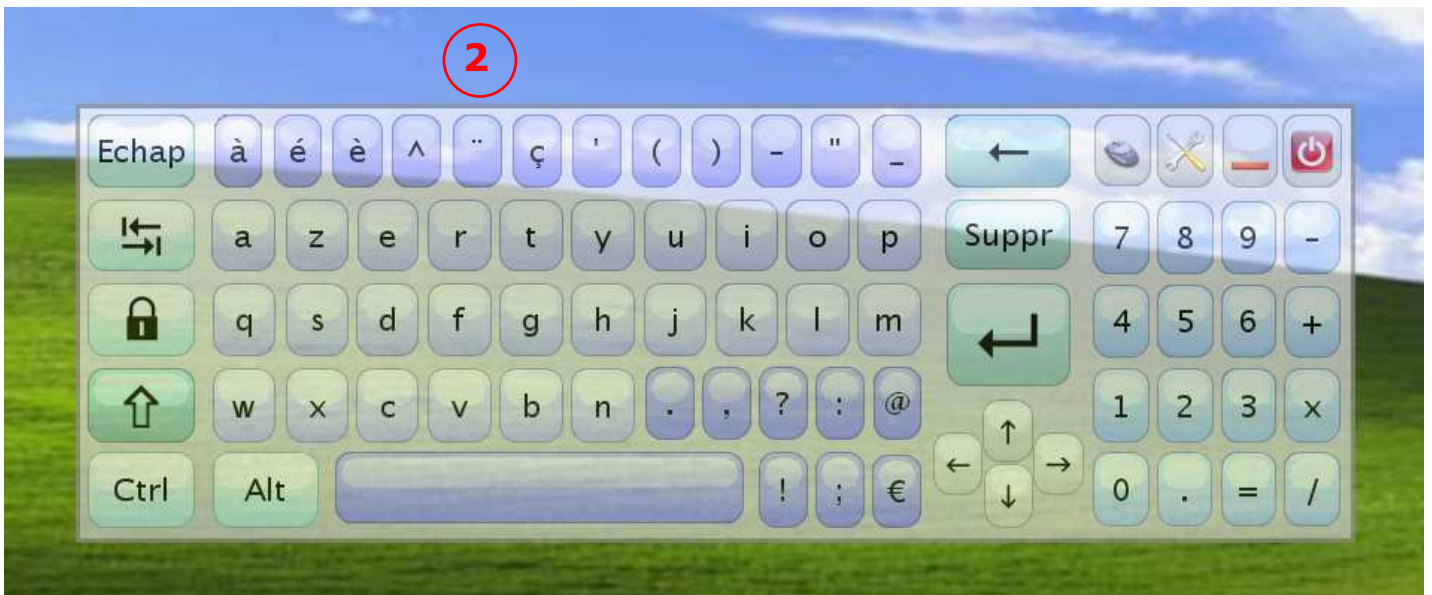 2
Echap à é è ^ ¨ ç ' ( ) - " _ ←
a z e r t y u i o p Suppr 7 8 9 -
q s d f g h j k l m 4 5 6 +
w x c v b n . , ? : @ ↑ 1 2 3 x
Ctrl Alt ! ; € ← ↓ → 0 . = /